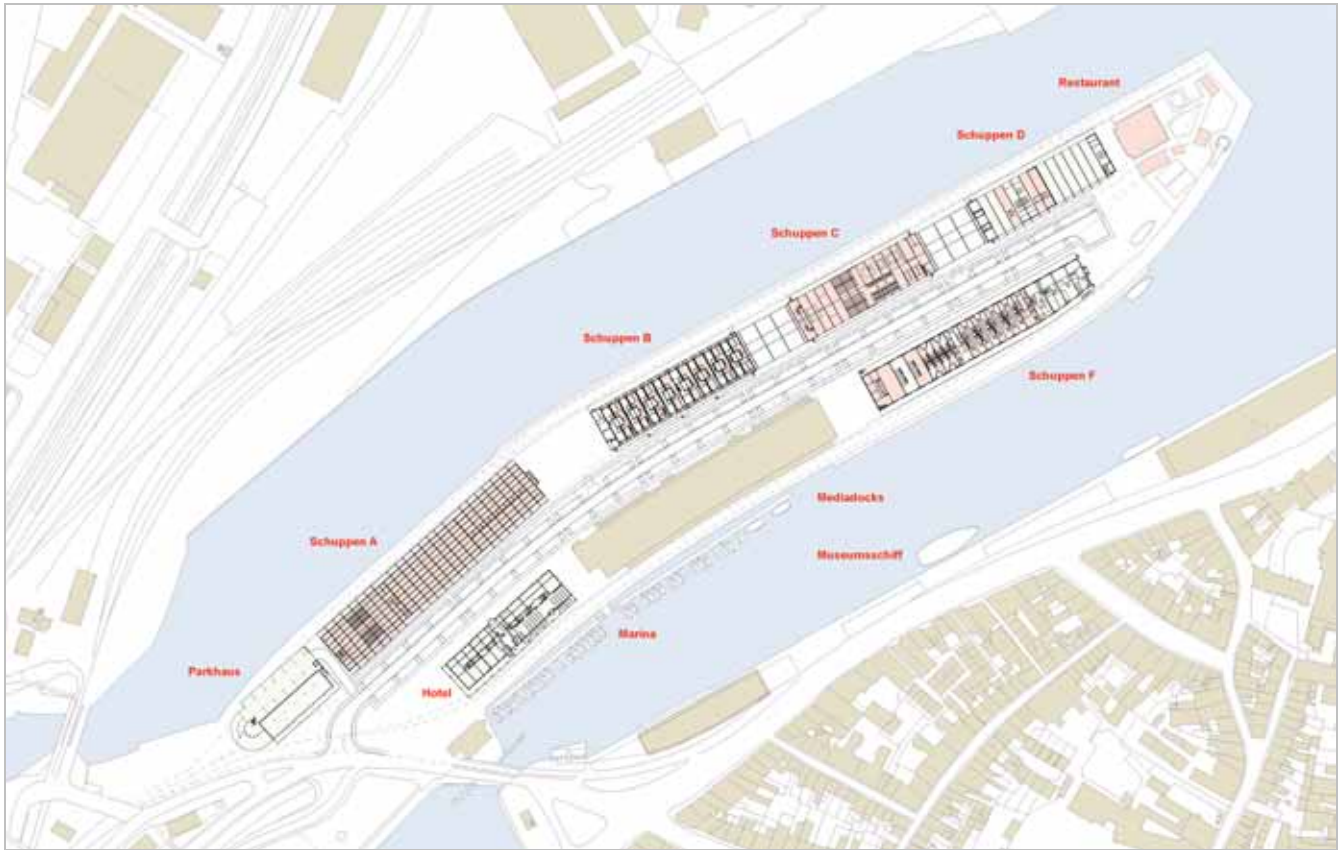 Restaurant
Schuppen D
Schuppen C
Schuppen B
Schuppen F
Mediadocks
Schuppen A
Museumsschiff
Marina
Parkhaus
Hotel